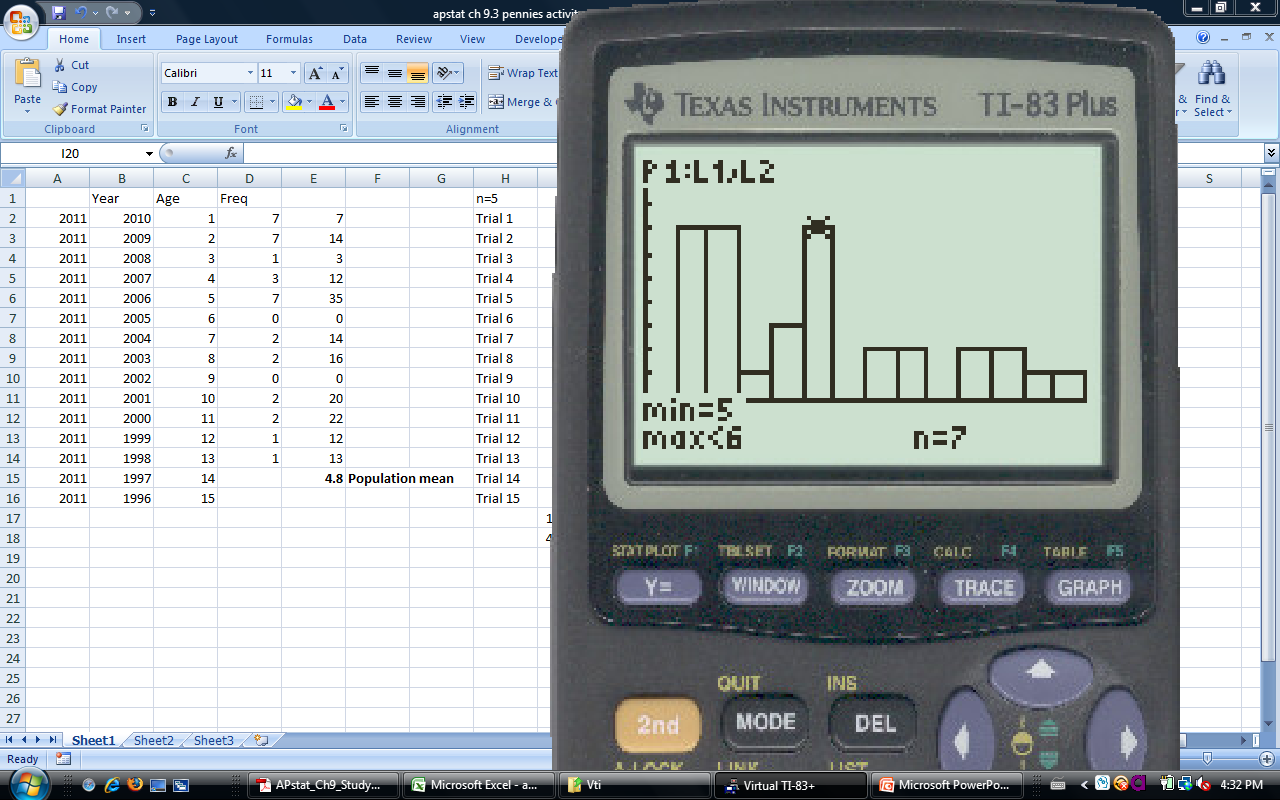 apstat ch 9.3 pennies activit
Home Insert Page Layout Formulas Data Review View Develope
Paste
Cut
Copy
Format Painter
Clipboard
Calibri 11
B I U
Font
Wrap Text
Merge &
Alignment
& Find &
Select
I20 fx
A B C D E F G H S
1 Year Age Freq n=5
2 2011 2010 1 7 7 Trial 1
3 2011 2009 2 7 14 Trial 2
4 2011 2008 3 1 3 Trial 3
5 2011 2007 4 3 12 Trial 4
6 2011 2006 5 7 35 Trial 5
7 2011 2005 6 0 0 Trial 6
8 2011 2004 7 2 14 Trial 7
9 2011 2003 8 2 16 Trial 8
10 2011 2002 9 0 0 Trial 9
11 2011 2001 10 2 20 Trial 10
12 2011 2000 11 2 22 Trial 11
13 2011 1999 12 1 12 Trial 12
14 2011 1998 13 1 13 Trial 13
15 2011 1997 14 4.8 Population mean Trial 14
16 2011 1996 15 Trial 15
17 1
18 4
19
20
21
22
23
24
25
26
27
Sheet1 Sheet2 Sheet3
Ready
TEXAS INSTRUMENTS TI-83 Plus
P1:L1,L2
min=5
max<6 n=7
STAT PLOT F1 TBLSET F2 FORMAT F3 CALC F4 TABLE F5
Y= WINDOW ZOOM TRACE GRAPH
QUIT INS
2nd MODE DEL
A-LOCK LINK LIST
APstat_Ch9_Study... Microsoft Excel - a... Vti Virtual TI-83+ Microsoft PowerPo... 4:32 PM